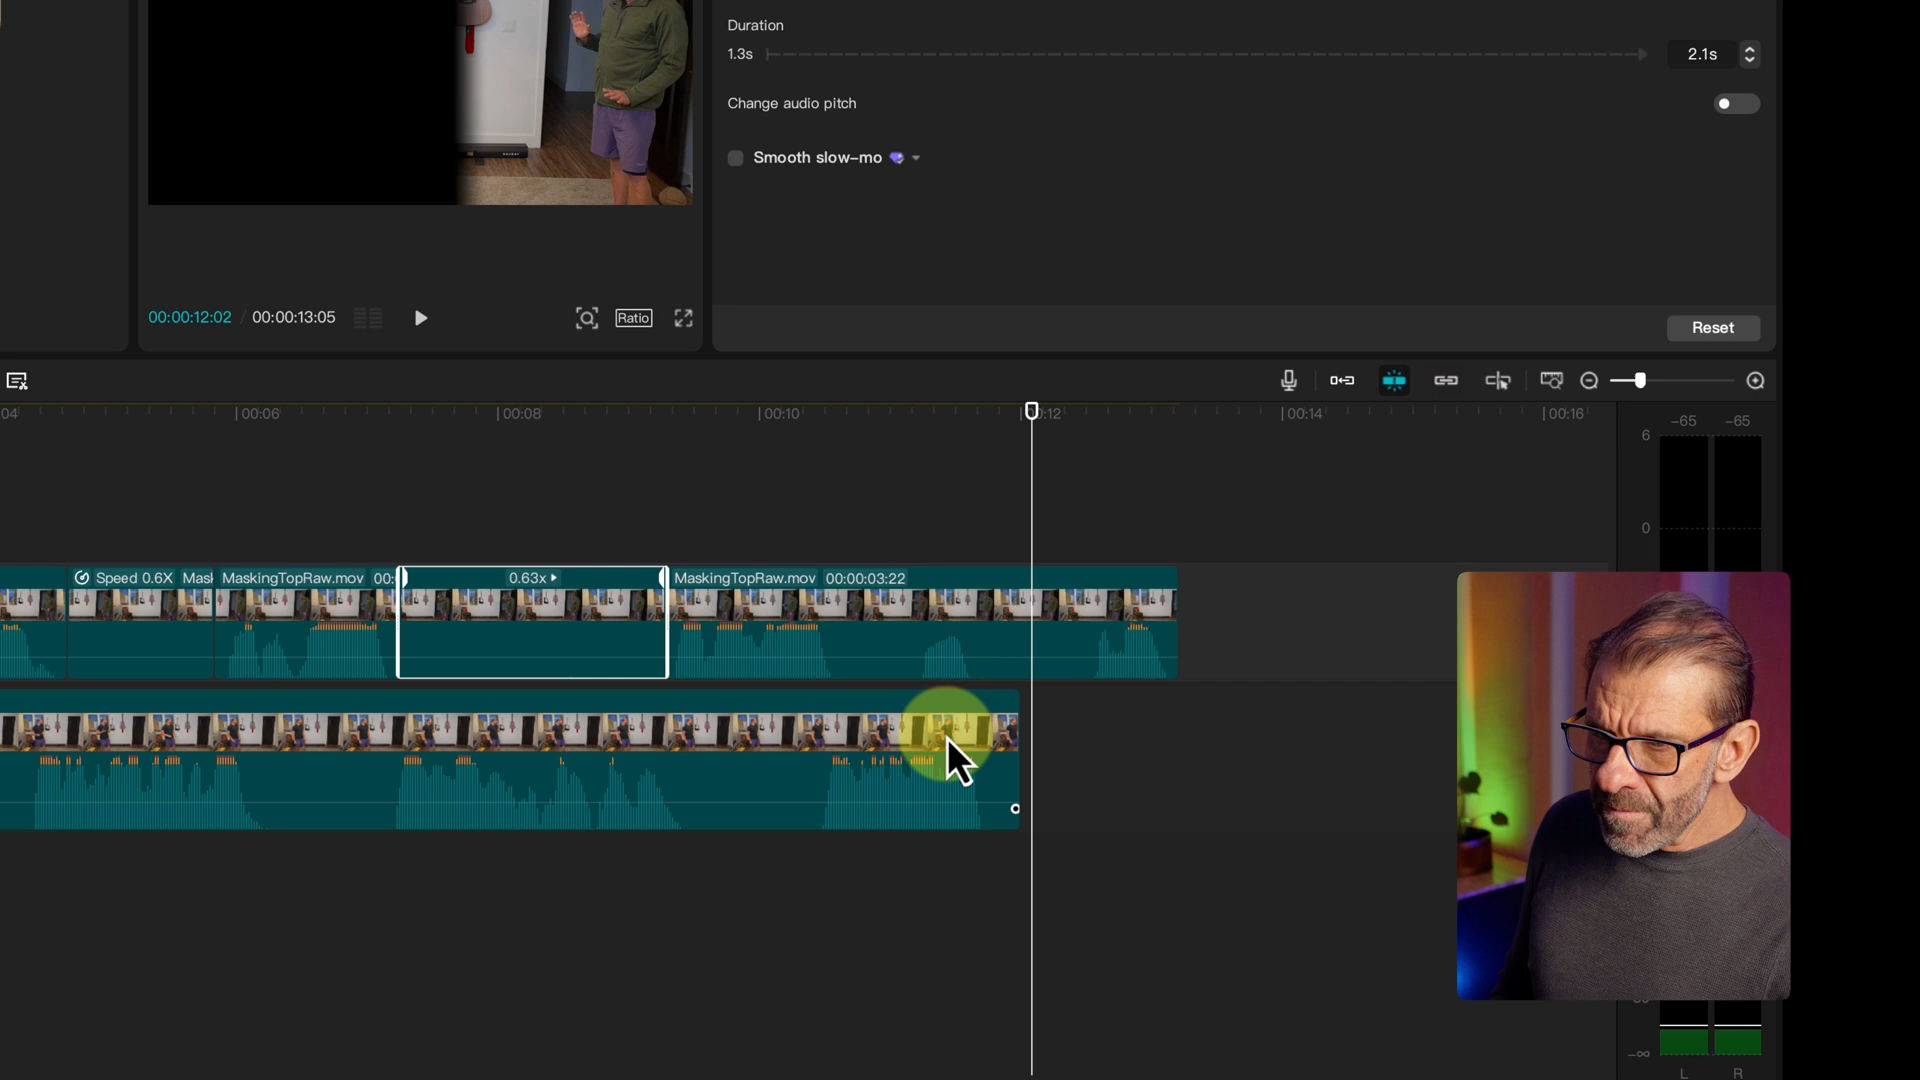 Duration
1.3s
2.1s
Change audio pitch
Smooth slow-mo
00:00:12:02 / 00:00:13:05
Ratio
Reset
04
00:06
00:08
00:10
00:12
00:14
00:16
-65 -65
6
0
Speed 0.6X
MaskingTopRaw.mov 00:
0.63x
MaskingTopRaw.mov 00:00:03:22
-∞
L R